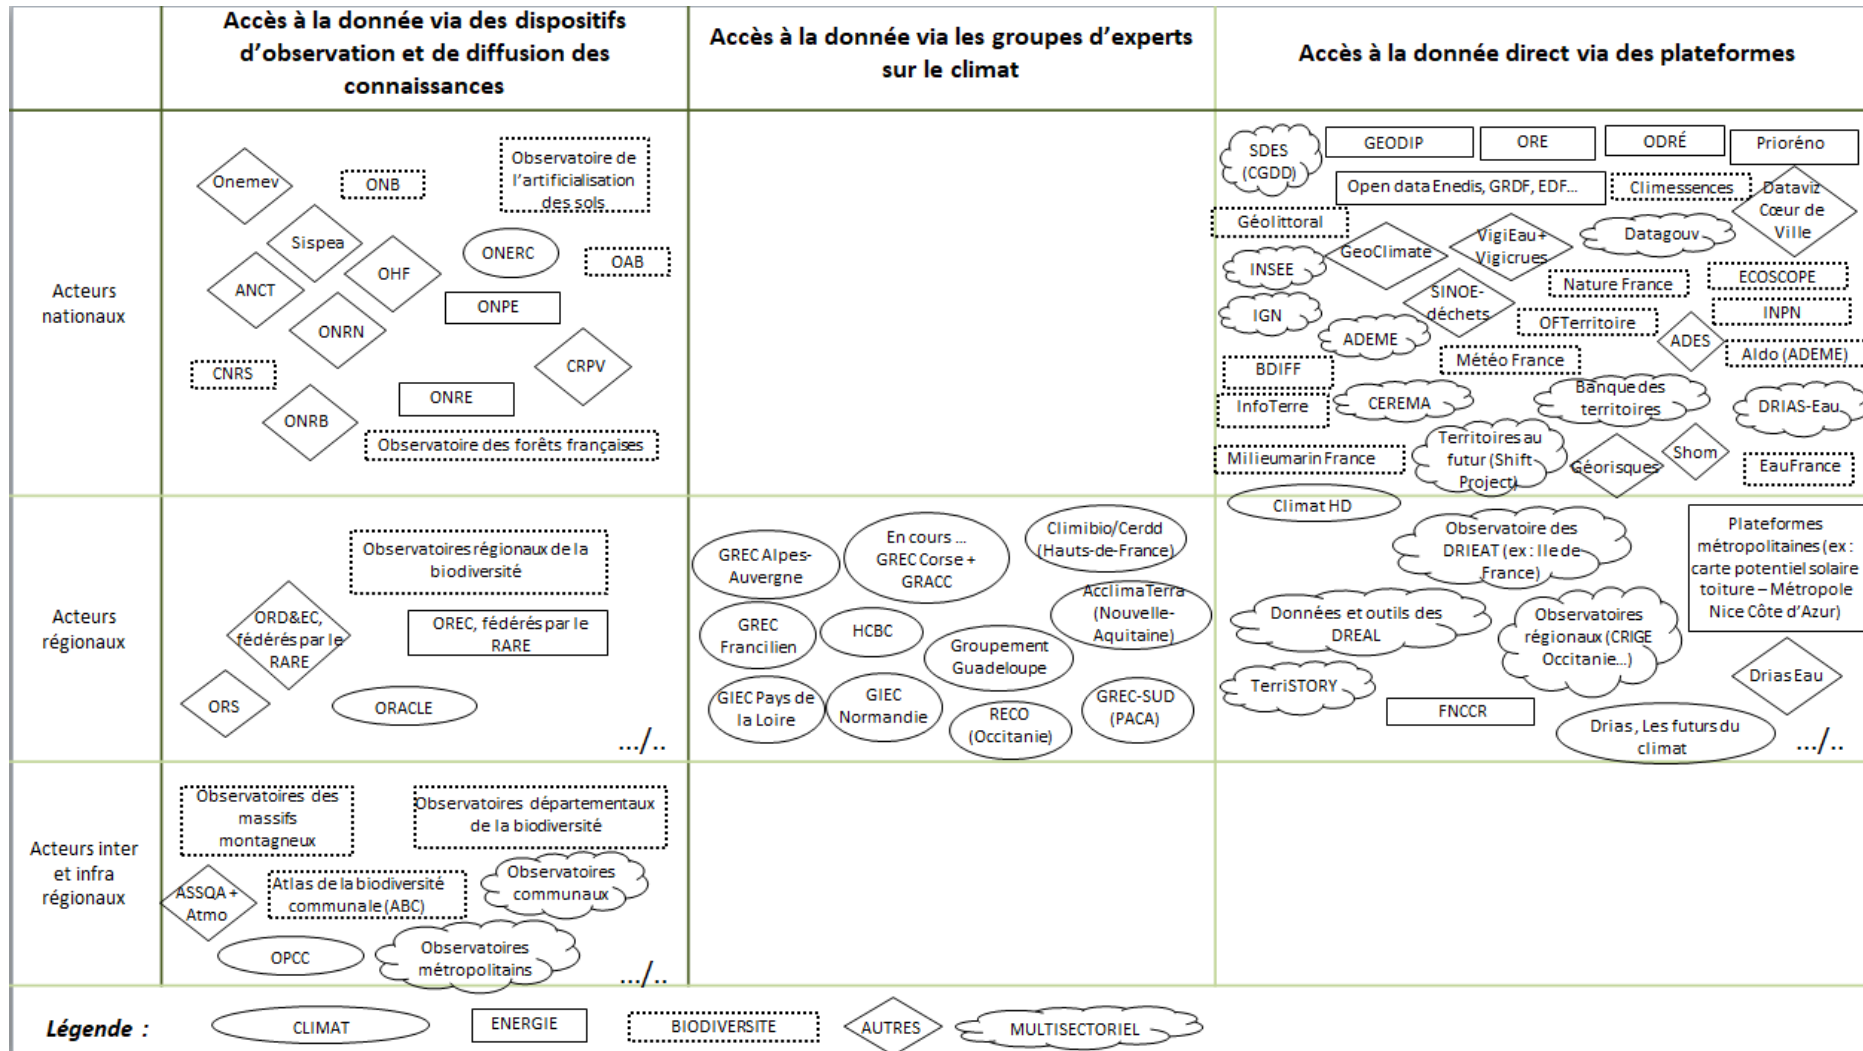 Accès à la donnée via des dispositifs
d'observation et de diffusion des
connaissances
Accès à la donnée via les groupes d'experts
sur le climat
Accès à la donnée direct via des plateformes
Acteurs
nationaux
Onemev
ONB
Observatoire de
l'artificialisation
des sols
Sispea
OHF
ONERC
OAB
ANCT
ONRN
ONPE
CNRS
CRPV
ONRE
ONRB
Observatoire des forêts françaises
SDES
(CGDD)
GEODIP
ORE
ODRÉ
Prioréno
Open data Enedis, GRDF, EDF...
Climessences
Dataviz
Cœur de
Ville
Géolittoral
GeoClimate
VigiEau+
Vigicrues
Datagouv
INSEE
SINOE-
déchets
Nature France
ECOSCOPE
IGN
ADEME
OFTerritoire
ADES
INPN
Météo France
Aldo (ADEME)
BDIFF
CEREMA
Banque des
territoires
DRIAS-Eau
InfoTerre
Milieumarin France
Territoires au
futur (Shift
Project)
Géorisques
Shom
EauFrance
Climat HD
Acteurs
régionaux
Observatoires régionaux de la
biodiversité
ORD&EC,
fédérés par le
RARE
OREC, fédérés par le
RARE
ORS
ORACLE
.../..
GREC Alpes-
Auvergne
En cours ...
GREC Corse +
GRACC
Climibio/Cerdd
(Hauts-de-France)
GREC
Francilien
HCBC
AcclimaTerra
(Nouvelle-
Aquitaine)
Groupement
Guadeloupe
GIEC Pays de
la Loire
GIEC
Normandie
RECO
(Occitanie)
GREC-SUD
(PACA)
Observatoire des
DRIEAT (ex : Ile de
France)
Plateformes
métropolitaines (ex :
carte potentiel solaire
toiture – Métropole
Nice Côte d'Azur)
Données et outils des
DREAL
Observatoires
régionaux (CRIGE
Occitanie...)
TerriSTORY
FNCCR
Drias Eau
Drias, Les futurs du
climat
.../..
Acteurs inter
et infra
régionaux
Observatoires des
massifs
montagneux
Observatoires départementaux
de la biodiversité
ASSQA +
Atmo
Atlas de la biodiversité
communale (ABC)
Observatoires
communaux
OPCC
Observatoires
métropolitains
.../..
Légende :
CLIMAT
ENERGIE
BIODIVERSITE
AUTRES
MULTISECTORIEL